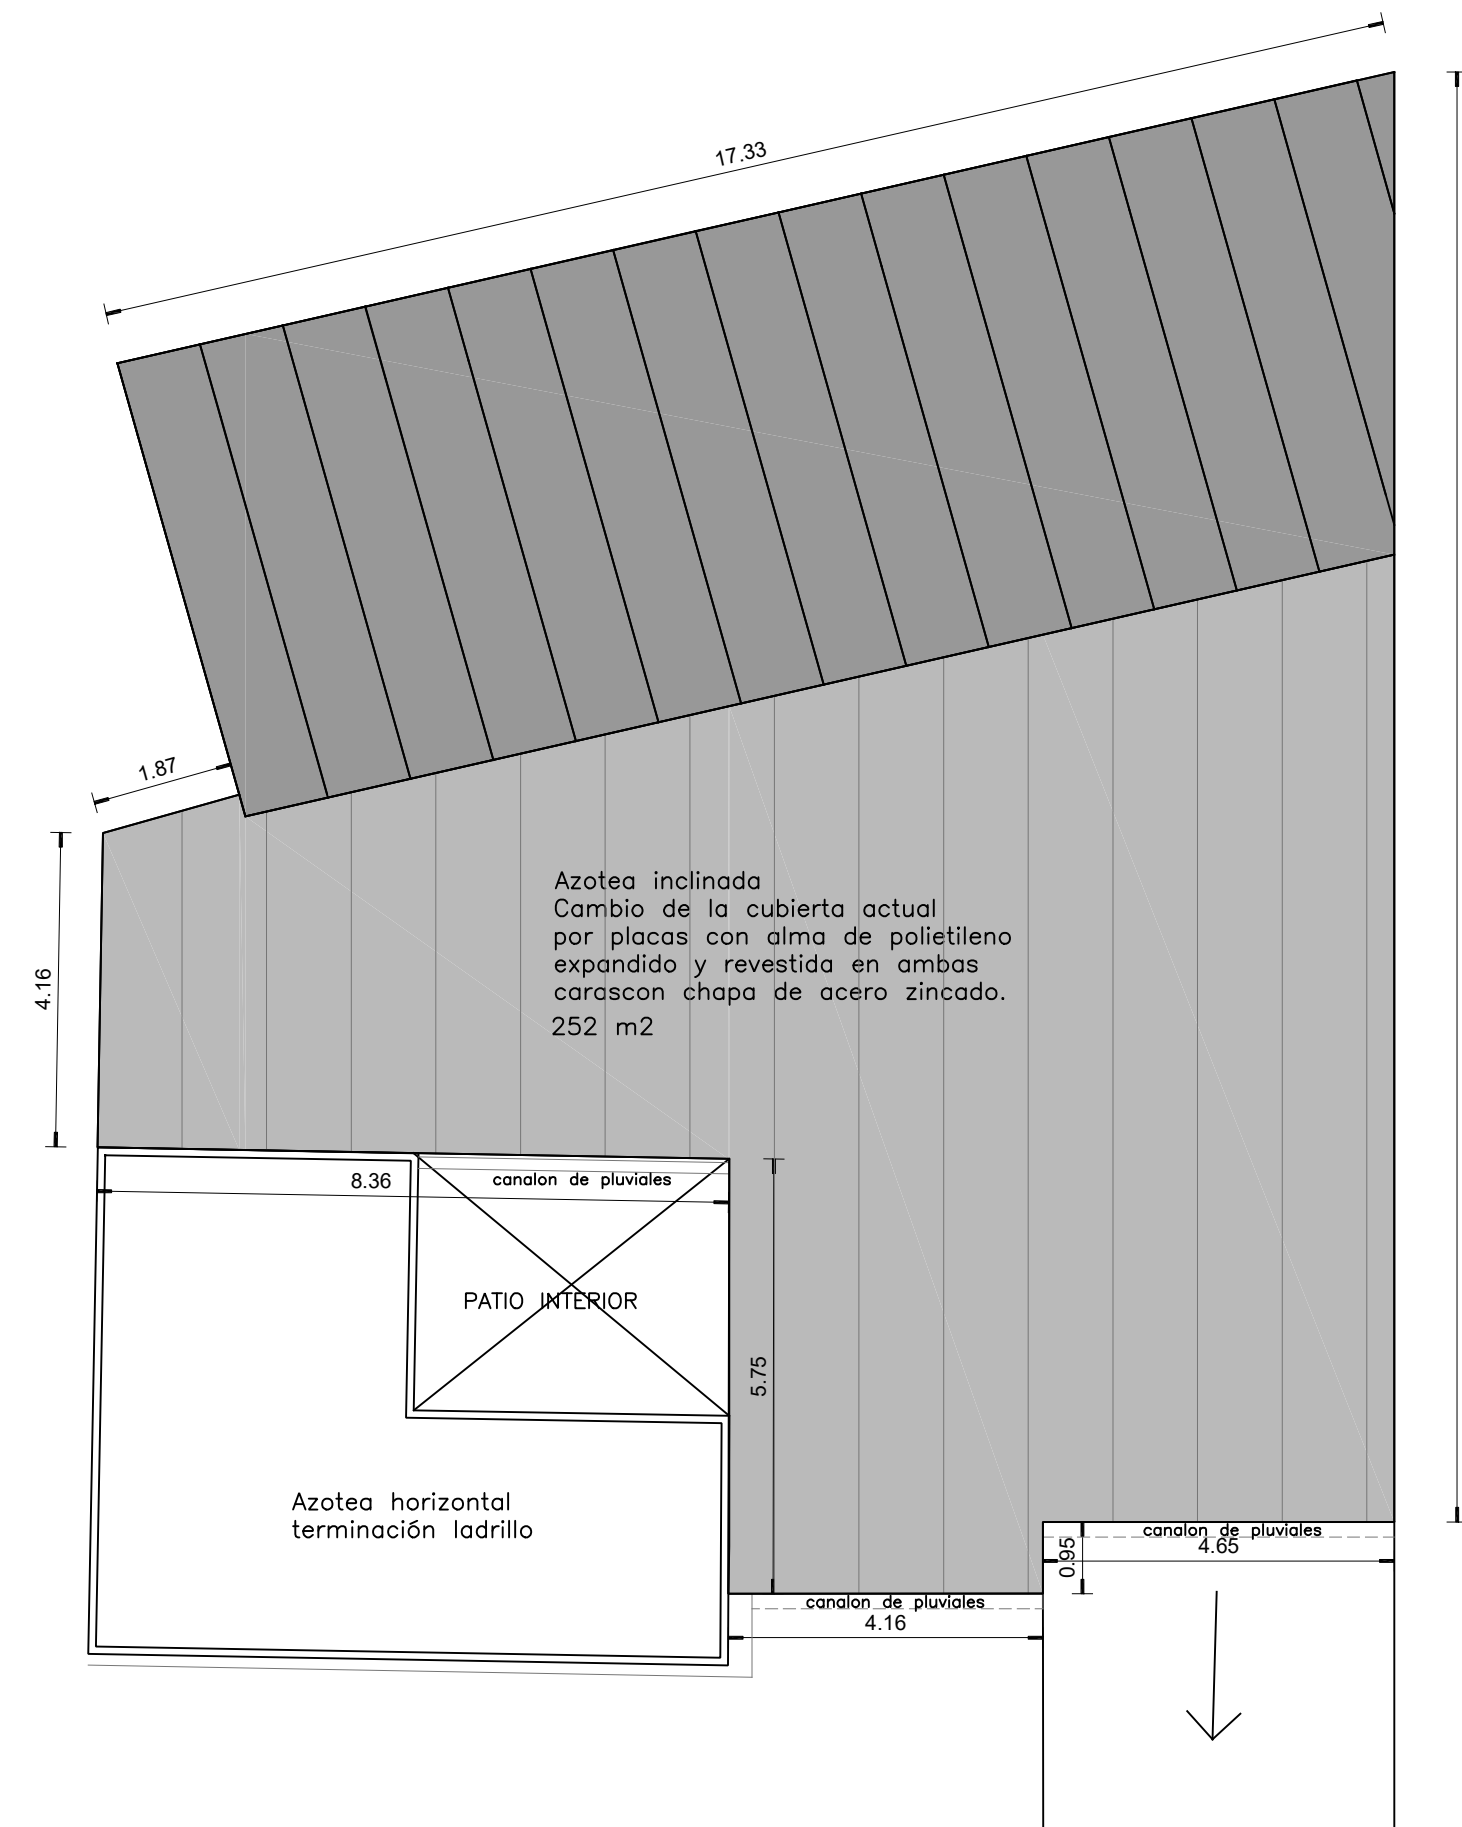 17.33
1.87
4.16
Azotea inclinada
Cambio de la cubierta actual
por placas con alma de polietileno
expandido y revestida en ambas
carascon chapa de acero zincado.
252 m2
8.36
canalon de pluviales
PATIO INTERIOR
5.75
Azotea horizontal
terminación ladrillo
canalon de pluviales
4.65
0.95
canalon de pluviales
4.16